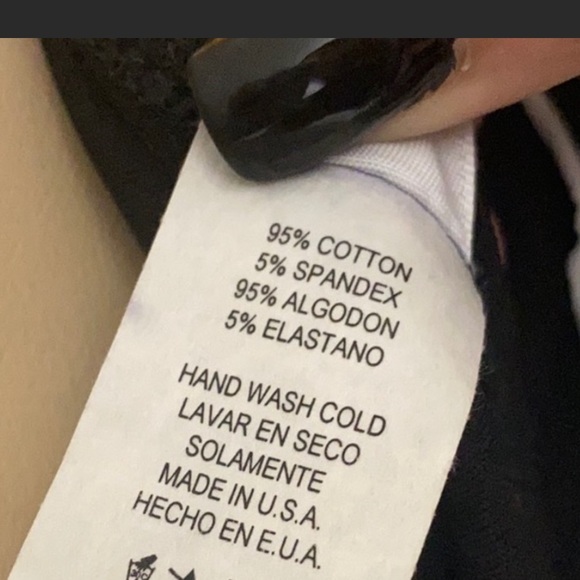 95% COTTON
5% SPANDEX
95% ALGODON
5% ELASTANO
HAND WASH COLD
LAVAR EN SECO
SOLAMENTE
MADE IN U.S.A.
HECHO EN E.U.A.